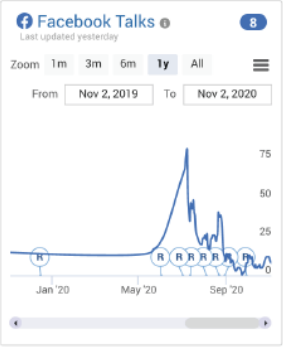 Facebook Talks
8
Last updated yesterday
Zoom 1m 3m 6m 1y All
From Nov 2, 2019 To Nov 2, 2020
75
50
25
0
R R R R R R R R
Jan '20 May '20 Sep '20